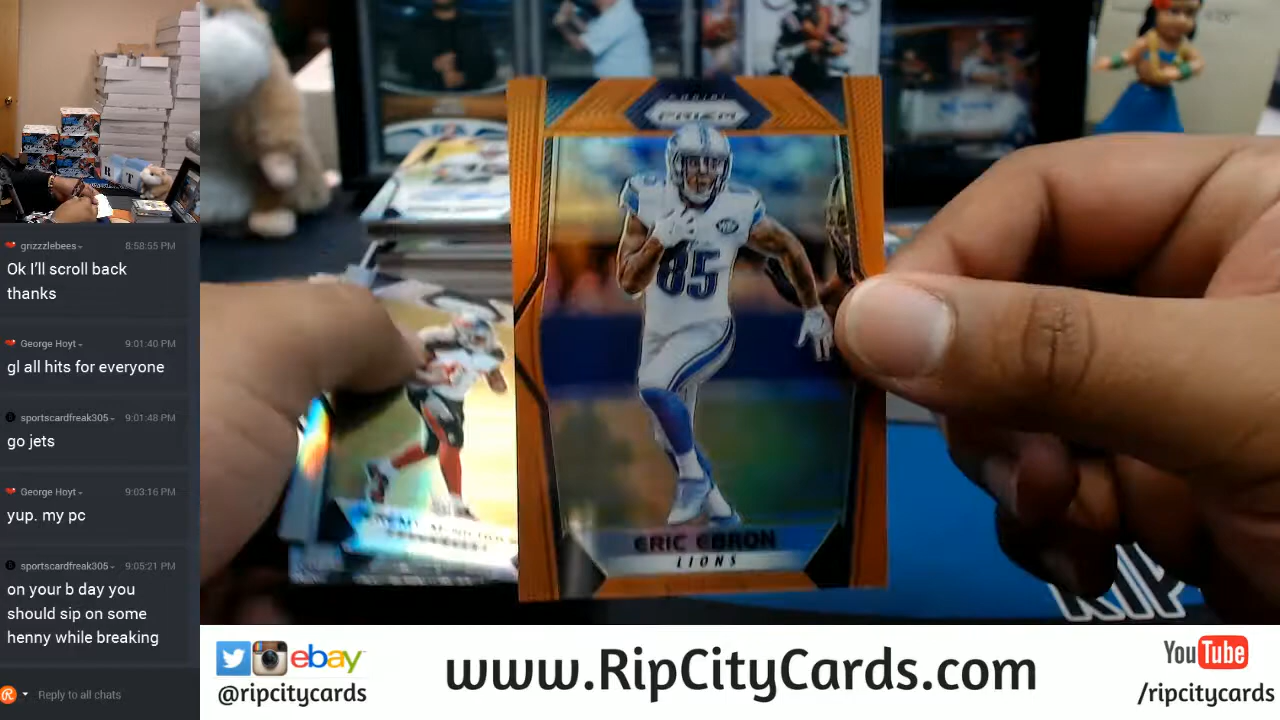 grizzzlebees 8:58:55 PM
Ok I'll scroll back
thanks
George Hoyt 9:01:40 PM
gl all hits for everyone
sportscardfreak305 9:01:48 PM
go jets
George Hoyt 9:03:16 PM
yup. my pc
sportscardfreak305 9:05:21 PM
on your b day you
should sip on some
henny while breaking
Reply to all chats
PANINI
PRIZM
85
ERIC EBRON
LIONS
RIP
ebay
@ripcitycards
www.RipCityCards.com
YouTube
/ripcitycards